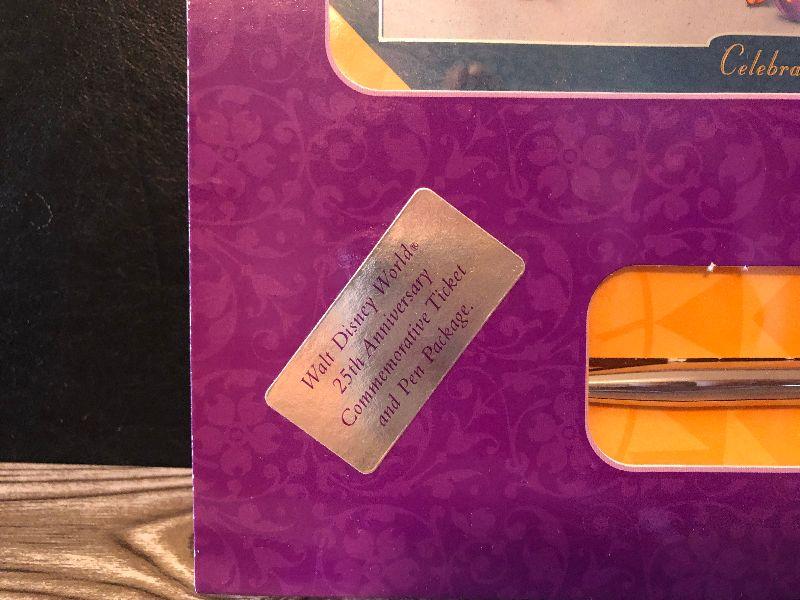 Celebra
Walt Disney World®
25th Anniversary
Commemorative Ticket
and Pen Package.